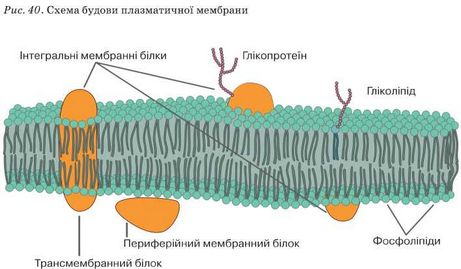 Рис. 40. Схема будови плазматичної мембрани
Інтегральні мембранні білки
Глікопротеїн
Гліколіпід
Периферійний мембранний білок
Фосфоліпіди
Трансмембранний білок